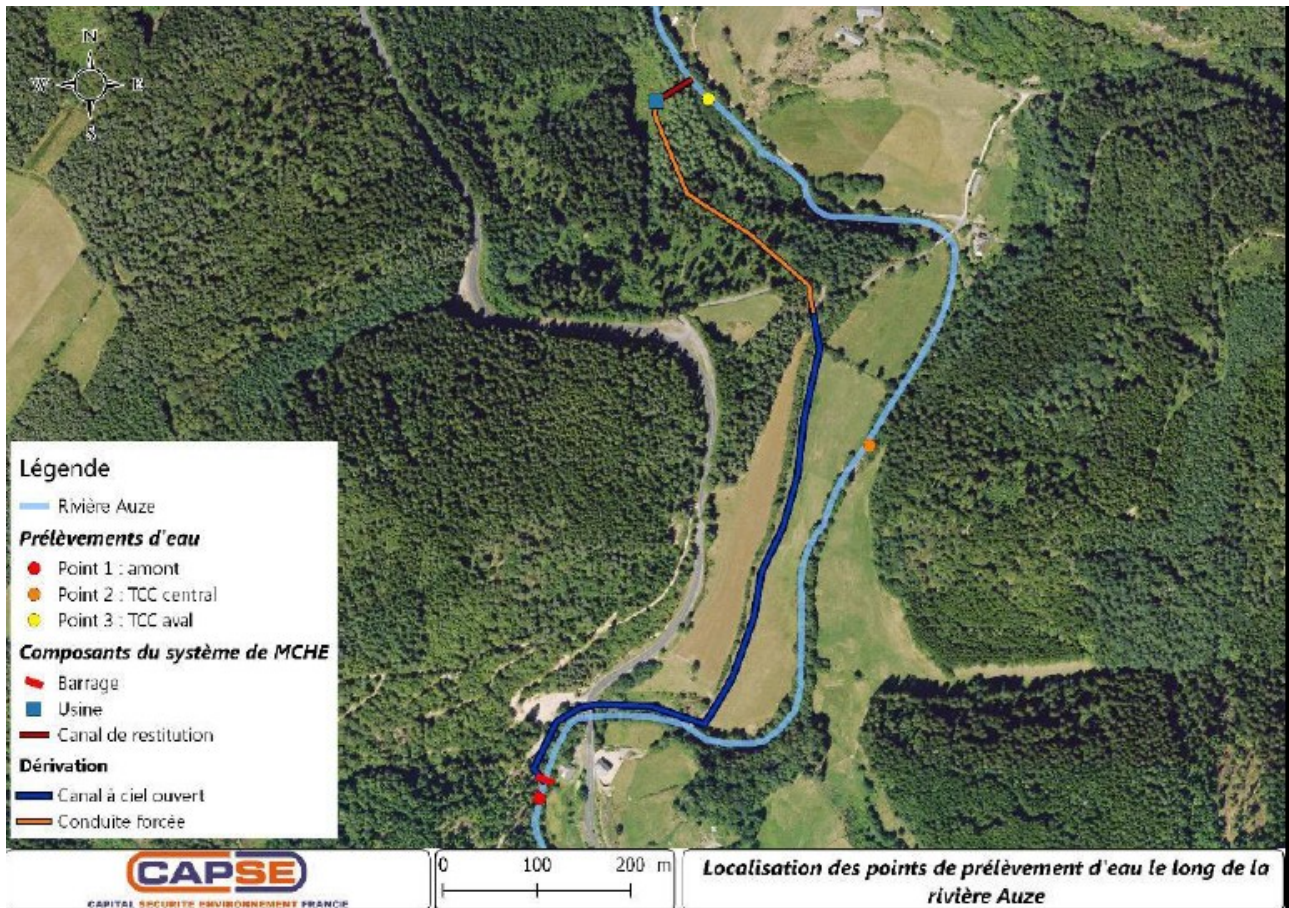 N
W E
S
Légende
Rivière Auze
Prélèvements d'eau
Point 1 : amont
Point 2 : TCC central
Point 3 : TCC aval
Composants du système de MCHE
Barrage
Usine
Canal de restitution
Dérivation
Canal à ciel ouvert
Conduite forcée
CAPSE
CAPITAL SECURITE ENVIRONNEMENT FRANCE
0 100 200 m
Localisation des points de prélèvement d'eau le long de la
rivière Auze